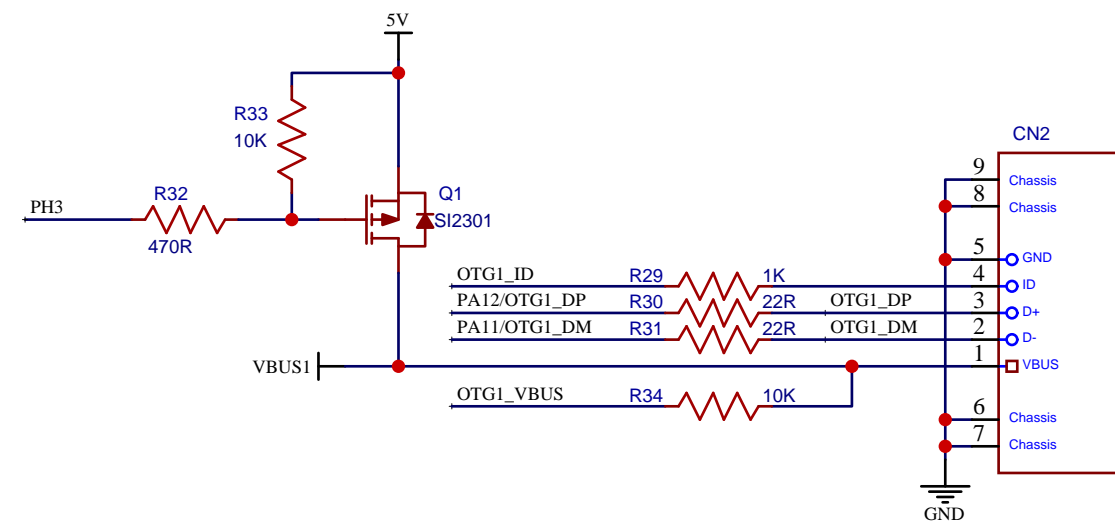 5V
R33
10K
CN2
9
Chassis
R32
Q1
8
Chassis
PH3
SI2301
470R
5
GND
OTG1_ID
R29
1K
4
ID
PA12/OTG1_DP
R30
22R
OTG1_DP
3
D+
PA11/OTG1_DM
R31
22R
OTG1_DM
2
D-
VBUS1
1
VBUS
OTG1_VBUS
R34
10K
6
Chassis
7
Chassis
GND